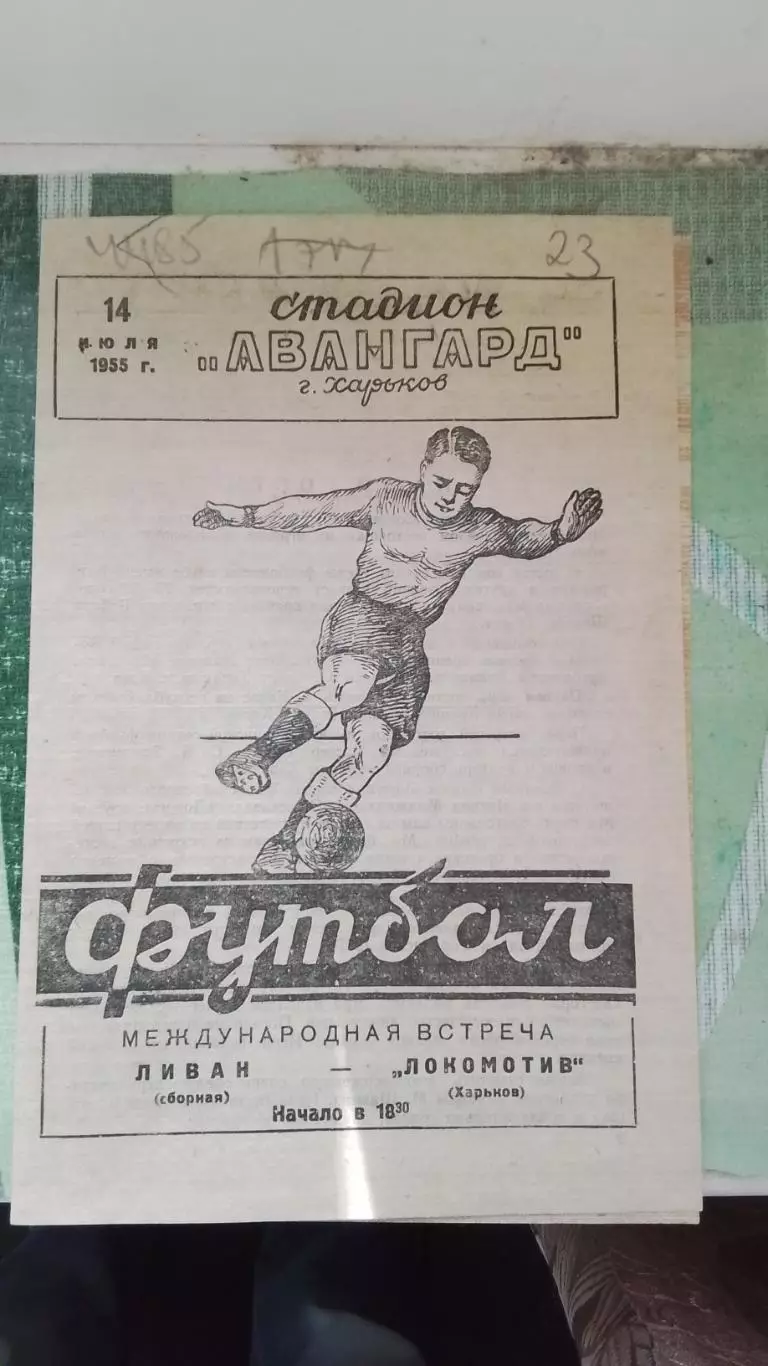 23
14
июля
1955 г.
Стадион
„АВАНГАРД"
г. Харьков
футбол
МЕЖДУНАРОДНАЯ ВСТРЕЧА
ЛИВАН — „ЛОКОМОТИВ"
(сборная) (Харьков)
Начало в 18³⁰